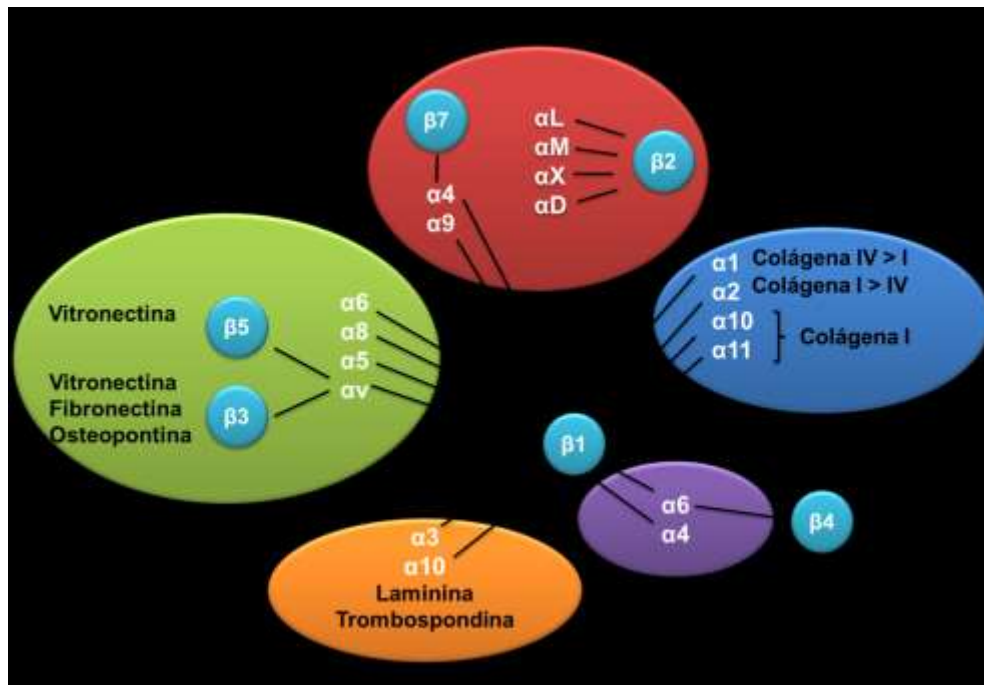 β7
α4
α9
αL
αM
αX
αD
β2
Vitronectina
β5
Vitronectina
Fibronectina
Osteopontina
β3
α6
α8
α5
αv
α1 Colágena IV > I
α2 Colágena I > IV
α10
α11
Colágena I
β1
α6
α4
β4
α3
α10
Laminina
Trombospondina